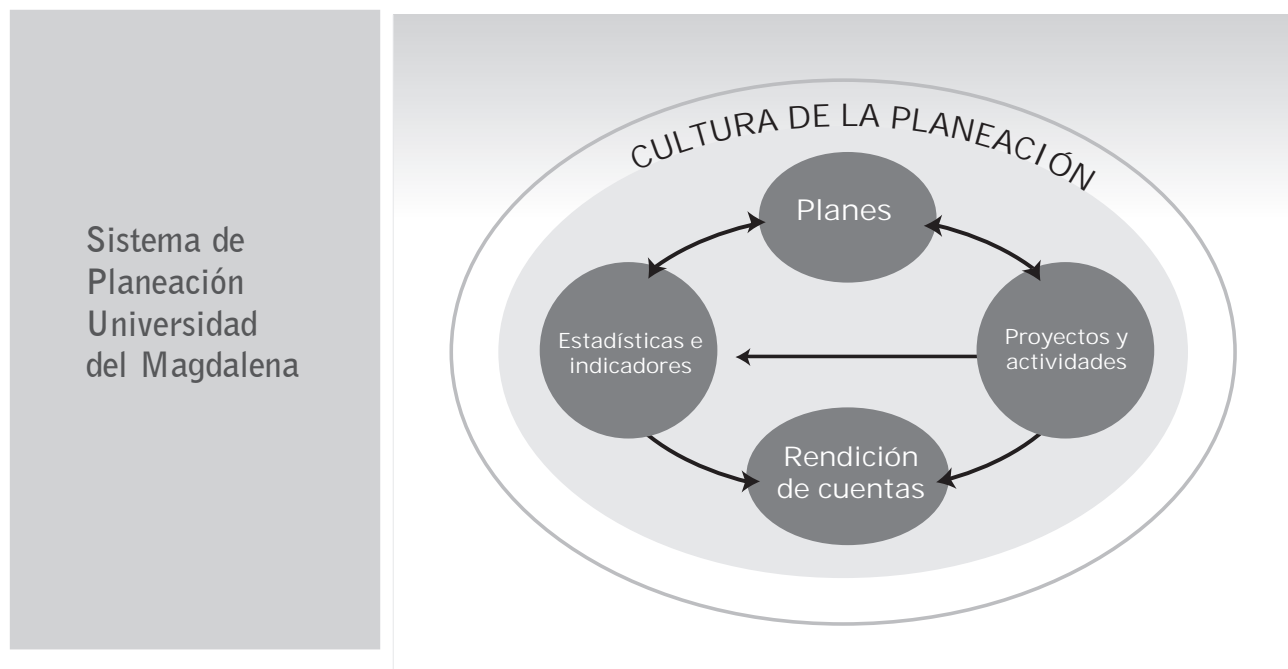 Sistema de
Planeación
Universidad
del Magdalena
CULTURA DE LA PLANEACIÓN
Planes
Estadísticas e
indicadores
Proyectos y
actividades
Rendición
de cuentas